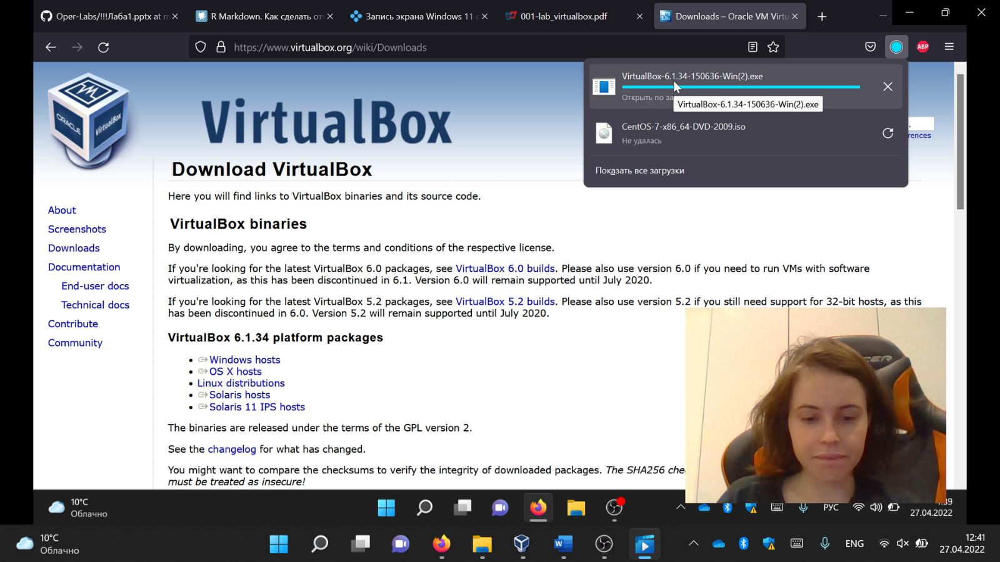 Oper-Labs/!!!Лаба1.pptx at m
R Markdown. Как сделать от
Запись экрана Windows 11 с
001-lab_virtualbox.pdf
Downloads – Oracle VM Virtu
https://www.virtualbox.org/wiki/Downloads
ABP
VirtualBox-6.1.34-150636-Win(2).exe
Открыть по за
VirtualBox-6.1.34-150636-Win(2).exe
CentOS-7-x86_64-DVD-2009.iso
Не удалась
Показать все загрузки
rences
ORACLE
VirtualBox
VirtualBox
Download VirtualBox
Here you will find links to VirtualBox binaries and its source code.
About
Screenshots
Downloads
Documentation
End-user docs
Technical docs
Contribute
Community
VirtualBox binaries
By downloading, you agree to the terms and conditions of the respective license.
If you're looking for the latest VirtualBox 6.0 packages, see VirtualBox 6.0 builds. Please also use version 6.0 if you need to run VMs with software
virtualization, as this has been discontinued in 6.1. Version 6.0 will remain supported until July 2020.
If you're looking for the latest VirtualBox 5.2 packages, see VirtualBox 5.2 builds. Please also use version 5.2 if you still need support for 32-bit hosts, as this
has been discontinued in 6.0. Version 5.2 will remain supported until July 2020.
VirtualBox 6.1.34 platform packages
Windows hosts
OS X hosts
Linux distributions
Solaris hosts
Solaris 11 IPS hosts
The binaries are released under the terms of the GPL version 2.
See the changelog for what has changed.
You might want to compare the checksums to verify the integrity of downloaded packages. The SHA256 che
must be treated as insecure!
10°C
Облачно
РУС
27.04.2022
10°C
Облачно
W
ENG
12:41
27.04.2022